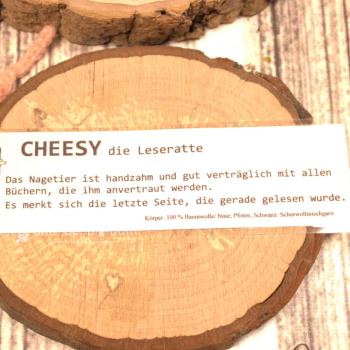 CHEESY die Leseratte
Das Nagetier ist handzahm und gut verträglich mit allen
Büchern, die ihm anvertraut werden.
Es merkt sich die letzte Seite, die gerade gelesen wurde.
Körper: 100 % Baumwolle/ Nase, Pfoten, Schwanz: Schurwollmischgarn